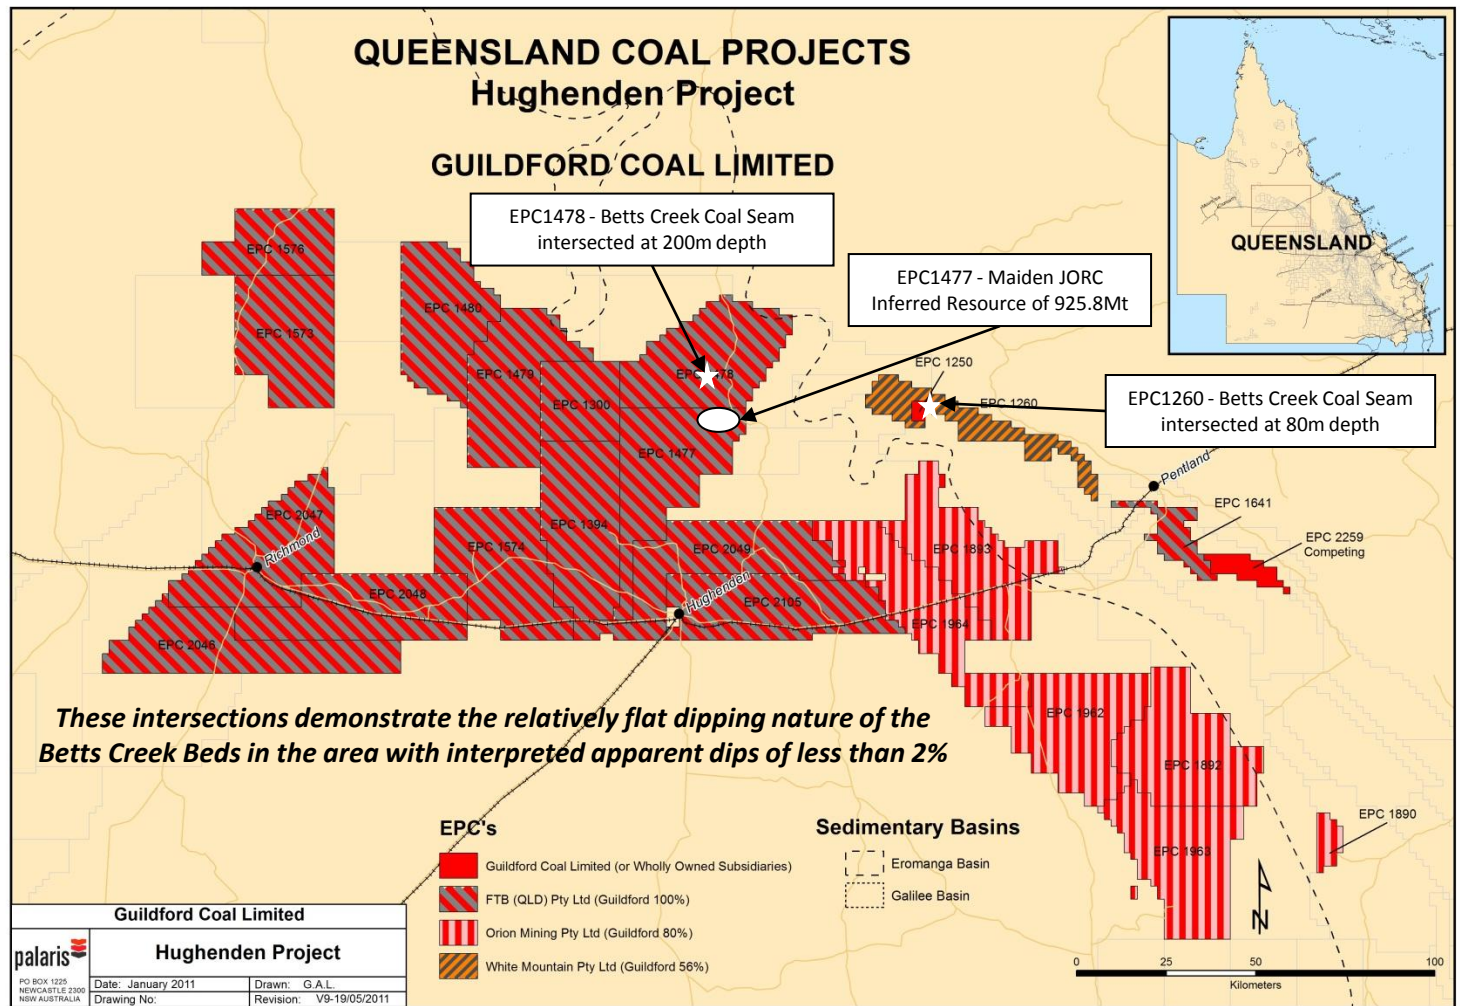 QUEENSLAND COAL PROJECTS
Hughenden Project
GUILDFORD COAL LIMITED
EPC1478 - Betts Creek Coal Seam
intersected at 200m depth
EPC1477 - Maiden JORC
Inferred Resource of 925.8Mt
EPC1260 - Betts Creek Coal Seam
intersected at 80m depth
QUEENSLAND
EPC 1576
EPC 1573
EPC 1480
EPC 1479
EPC 1300
EPC 1477
EPC 1250
EPC 1260
Pentland
EPC 1641
EPC 2259
Competing
EPC 2047
Richmond
EPC 1574
EPC 1394
EPC 2049
EPC 1893
EPC 2048
Hughenden
EPC 2105
EPC 1964
EPC 2046
EPC 1962
EPC 1892
EPC 1963
EPC 1890
These intersections demonstrate the relatively flat dipping nature of the
Betts Creek Beds in the area with interpreted apparent dips of less than 2%
EPC's
Guildford Coal Limited (or Wholly Owned Subsidiaries)
FTB (QLD) Pty Ltd (Guildford 100%)
Orion Mining Pty Ltd (Guildford 80%)
White Mountain Pty Ltd (Guildford 56%)
Sedimentary Basins
Eromanga Basin
Galilee Basin
N
0 25 50 100
Kilometers
Guildford Coal Limited
palaris
Hughenden Project
PO BOX 1225
NEWCASTLE 2300
NSW AUSTRALIA
Date: January 2011
Drawn: G.A.L.
Drawing No:
Revision: V9-19/05/2011